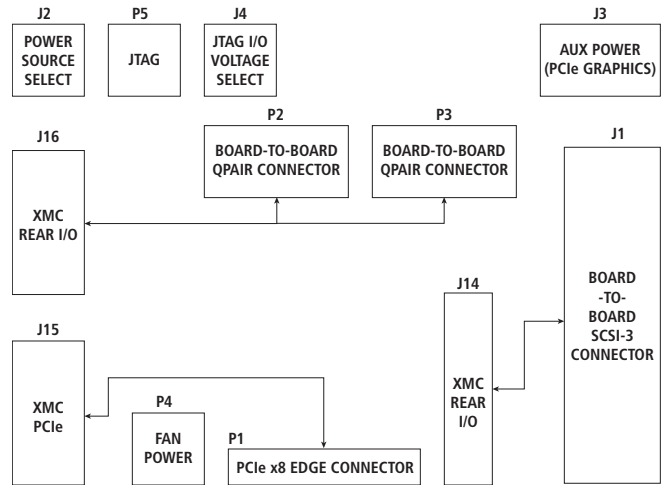 J2
POWER
SOURCE
SELECT
P5
JTAG
J4
JTAG I/O
VOLTAGE
SELECT
J3
AUX POWER
(PCIe GRAPHICS)
P2
BOARD-TO-BOARD
QPAIR CONNECTOR
P3
BOARD-TO-BOARD
QPAIR CONNECTOR
J16
XMC
REAR I/O
J1
BOARD
-TO-
BOARD
SCSI-3
CONNECTOR
J14
XMC
REAR
I/O
J15
XMC
PCIe
P4
FAN
POWER
P1
PCIe x8 EDGE CONNECTOR